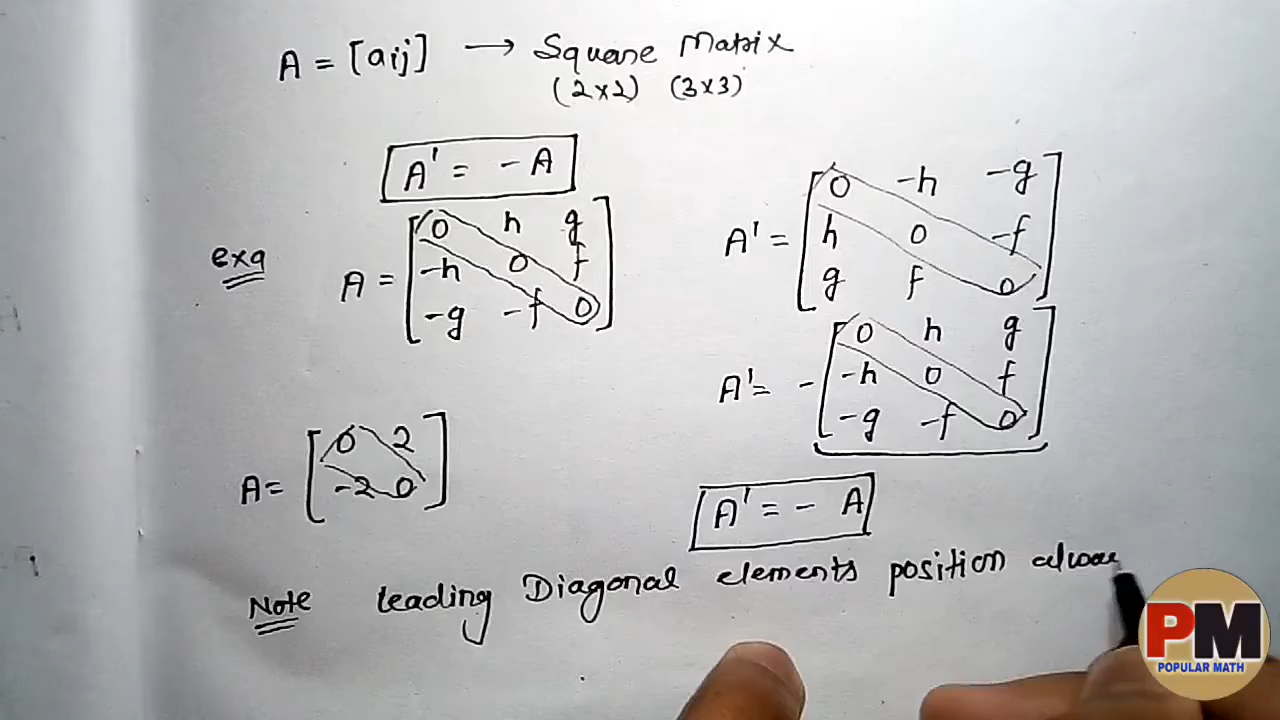 A = [aij] → Square Matrix
(2×2) (3×3)
A' = - A
exa
A = [0 h g
-h 0 f
-g -f 0]
A' = [0 -h -g
h 0 -f
g f 0]
A' = - [0 h g
-h 0 f
-g -f 0]
A = [0 2
-2 0]
A' = - A
Note leading Diagonal elements position
PM
POPULAR MATH